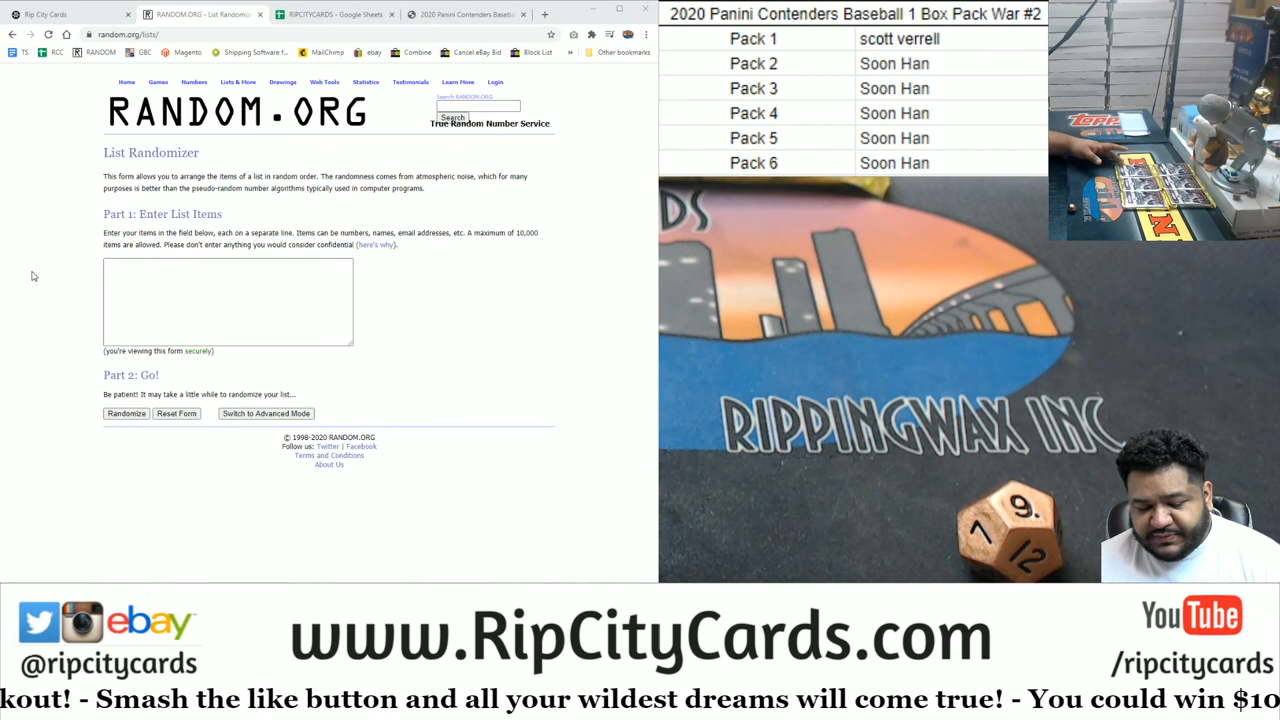 Rip City Cards
RANDOM.ORG - List Randomiz
RIPCITYCARDS - Google Sheets
2020 Panini Contenders Baseba
random.org/lists/
TS
RCC
RANDOM
GBC
Magento
Shipping Software f
MailChimp
ebay
Combine
Cancel eBay Bid
Block List
Other bookmarks
Home Games Numbers Lists & More Drawings Web Tools Statistics Testimonials Learn More Login
RANDOM.ORG
Search RANDOM.ORG
Search
True Random Number Service
List Randomizer
This form allows you to arrange the items of a list in random order. The randomness comes from atmospheric noise, which for many
purposes is better than the pseudo-random number algorithms typically used in computer programs.
Part 1: Enter List Items
Enter your items in the field below, each on a separate line. Items can be numbers, names, email addresses, etc. A maximum of 10,000
items are allowed. Please don't enter anything you would consider confidential (here's why).
(you're viewing this form securely)
Part 2: Go!
Be patient! It may take a little while to randomize your list...
Randomize Reset Form Switch to Advanced Mode
© 1998-2020 RANDOM.ORG
Follow us: Twitter | Facebook
Terms and Conditions
About Us
2020 Panini Contenders Baseball 1 Box Pack War #2
Pack 1 scott verrell
Pack 2 Soon Han
Pack 3 Soon Han
Pack 4 Soon Han
Pack 5 Soon Han
Pack 6 Soon Han
TOPPS
DS
RIPPINGWAX INC
9.
7
12
ebay
@ripcitycards
www.RipCityCards.com
YouTube
/ripcitycards
kout! - Smash the like button and all your wildest dreams will come true! - You could win $10